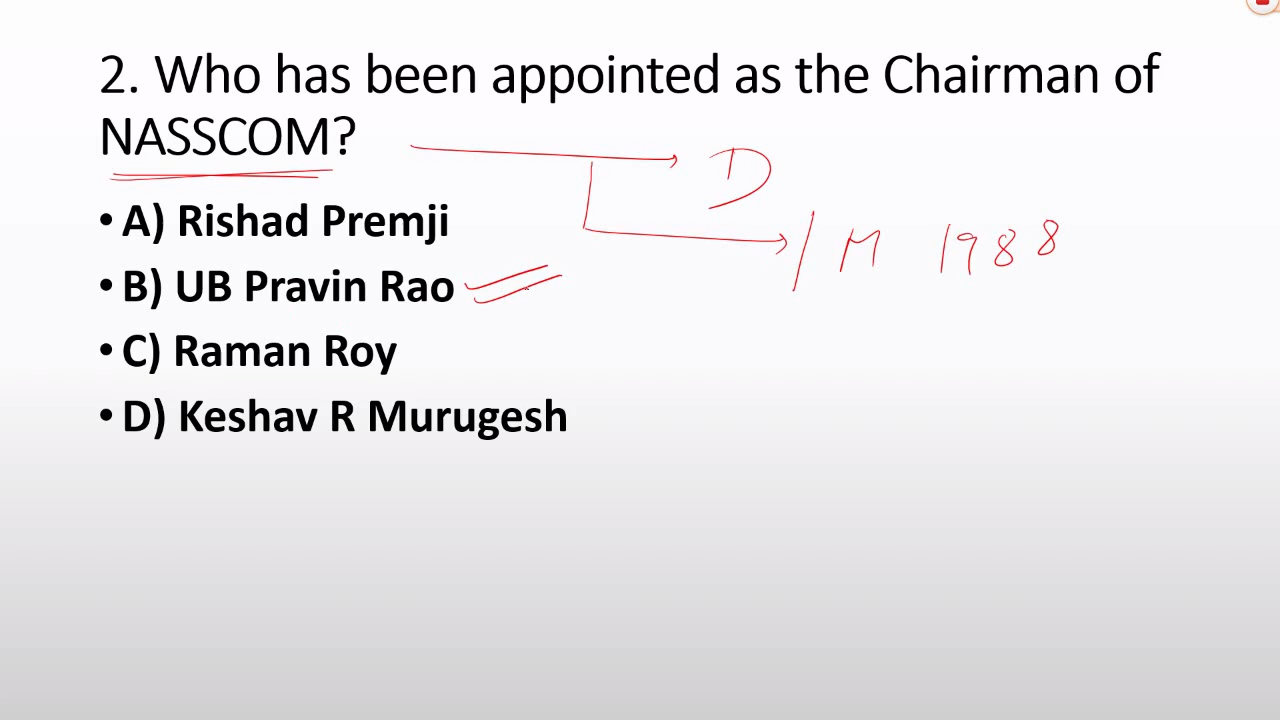 2. Who has been appointed as the Chairman of
NASSCOM?
D
1 M 1988
• A) Rishad Premji
• B) UB Pravin Rao
• C) Raman Roy
• D) Keshav R Murugesh